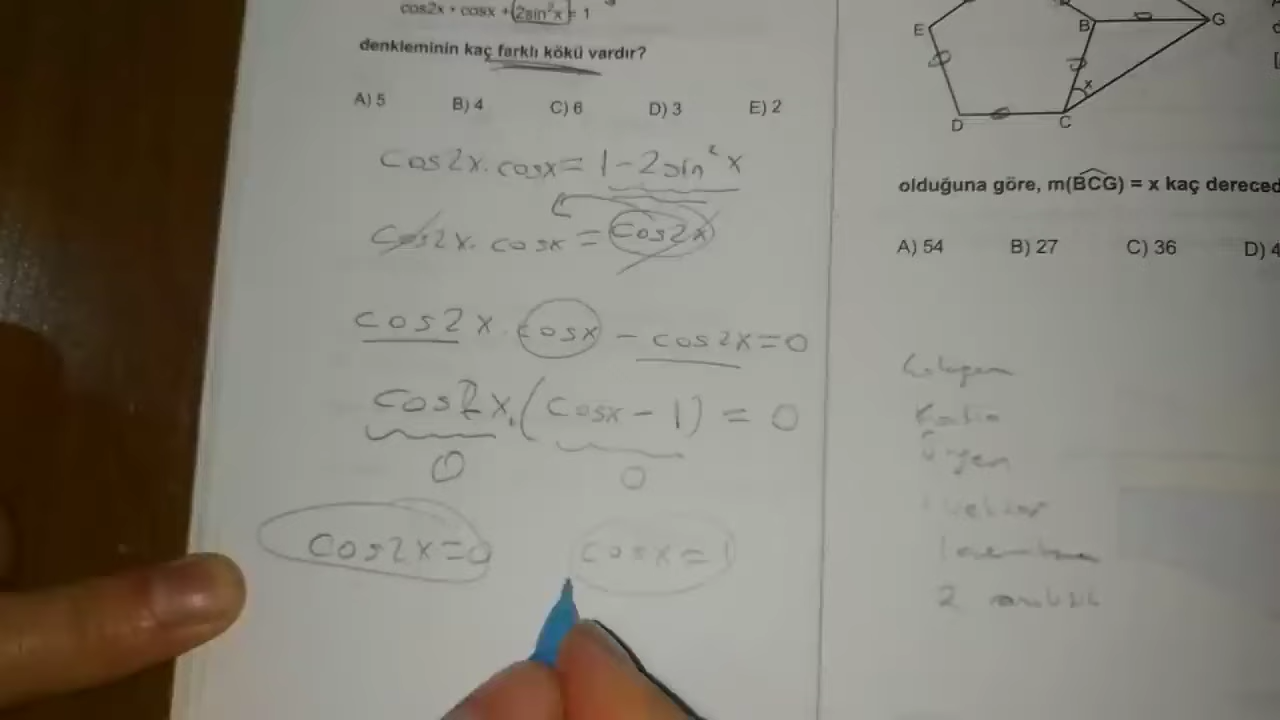 cos2x • cosx + 2sin²x = 1
denkleminin kaç farklı kökü vardır?
A) 5 B) 4 C) 6 D) 3 E) 2
cos2x. cosx = 1 - 2sin²x
cos2x. cosx = cos2x
cos2x. cosx - cos2x = 0
cos2x.(cosx - 1) = 0
0 0
cos2x = 0 cosx = 1
E B G
x
D C
olduğuna göre, m(BCG) = x kaç dereced
A) 54 B) 27 C) 36 D) 4